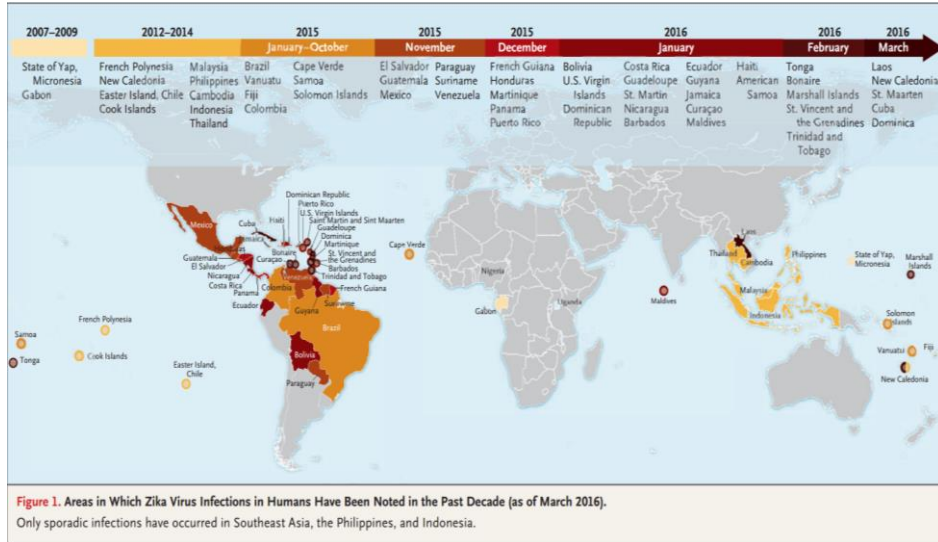 2007–2009
2012–2014
2015
2015
2015
2016
2016
2016
January–October
November
December
January
February
March
State of Yap,
Micronesia
Gabon
French Polynesia
New Caledonia
Easter Island, Chile
Cook Islands
Malaysia
Philippines
Cambodia
Indonesia
Thailand
Brazil
Vanuatu
Fiji
Colombia
Cape Verde
Samoa
Solomon Islands
El Salvador
Guatemala
Mexico
Paraguay
Suriname
Venezuela
French Guiana
Honduras
Martinique
Panama
Puerto Rico
Bolivia
U.S. Virgin
Islands
Dominican
Republic
Costa Rica
Guadeloupe
St. Martin
Nicaragua
Barbados
Ecuador
Guyana
Jamaica
Curaçao
Maldives
Haiti
American
Samoa
Tonga
Bonaire
Marshall Islands
St. Vincent and
the Grenadines
Trinidad and
Tobago
Laos
New Caledonia
St. Maarten
Cuba
Dominica
Dominican Republic
Puerto Rico
U.S. Virgin Islands
Saint Martin and Sint Maarten
Guadeloupe
Dominica
Martinique
St. Vincent and
the Grenadines
Barbados
Trinidad and Tobago
French Guiana
Suriname
Haiti
Cuba
Jamaica
Mexico
Bonaire
Curaçao
Honduras
Guatemala
El Salvador
Nicaragua
Costa Rica
Panama
Venezuela
Colombia
Guyana
Ecuador
Brazil
Bolivia
Paraguay
French Polynesia
Samoa
Tonga
Cook Islands
Easter Island,
Chile
Cape Verde
Nigeria
Gabon
Uganda
Maldives
Laos
Thailand
Cambodia
Philippines
Malaysia
Indonesia
State of Yap,
Micronesia
Marshall
Islands
Solomon
Islands
Vanuatu
Fiji
New Caledonia
Figure 1. Areas in Which Zika Virus Infections in Humans Have Been Noted in the Past Decade (as of March 2016).
Only sporadic infections have occurred in Southeast Asia, the Philippines, and Indonesia.